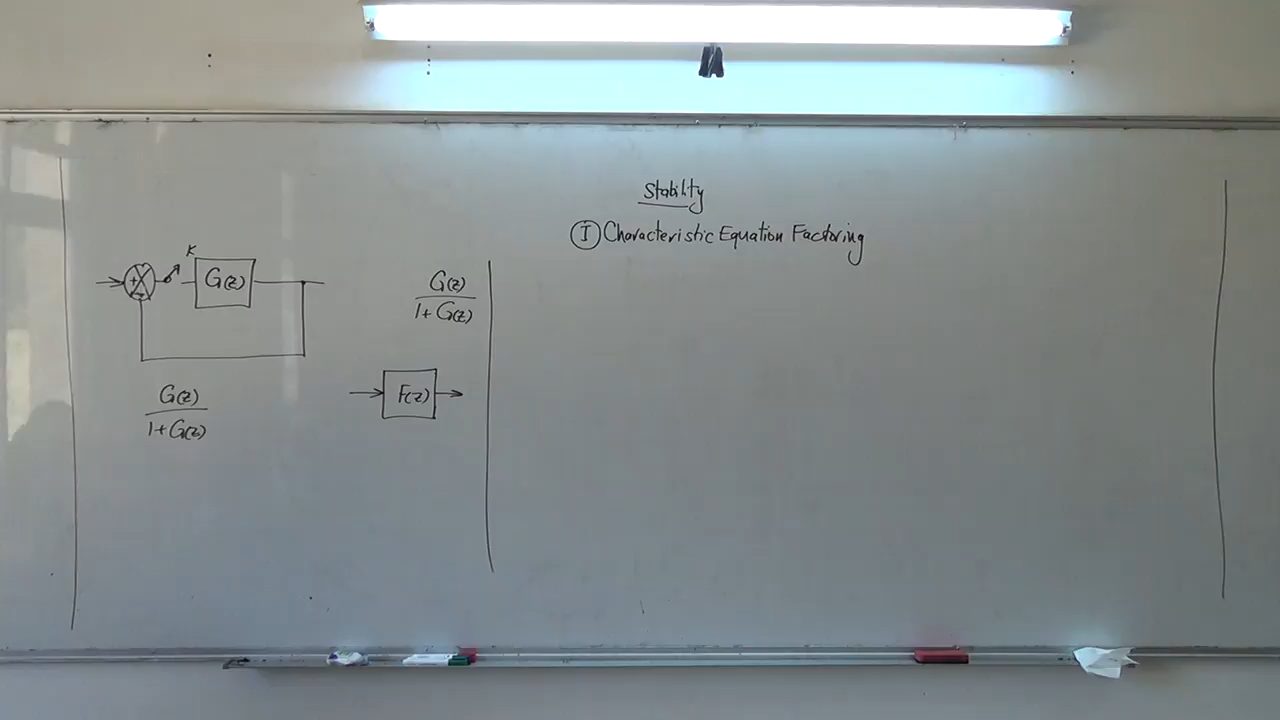 Stability
Ⓘ Characteristic Equation Factoring
K
+
-
G(z)
G(z)
1 + G(z)
F(z)
G(z)
1 + G(z)